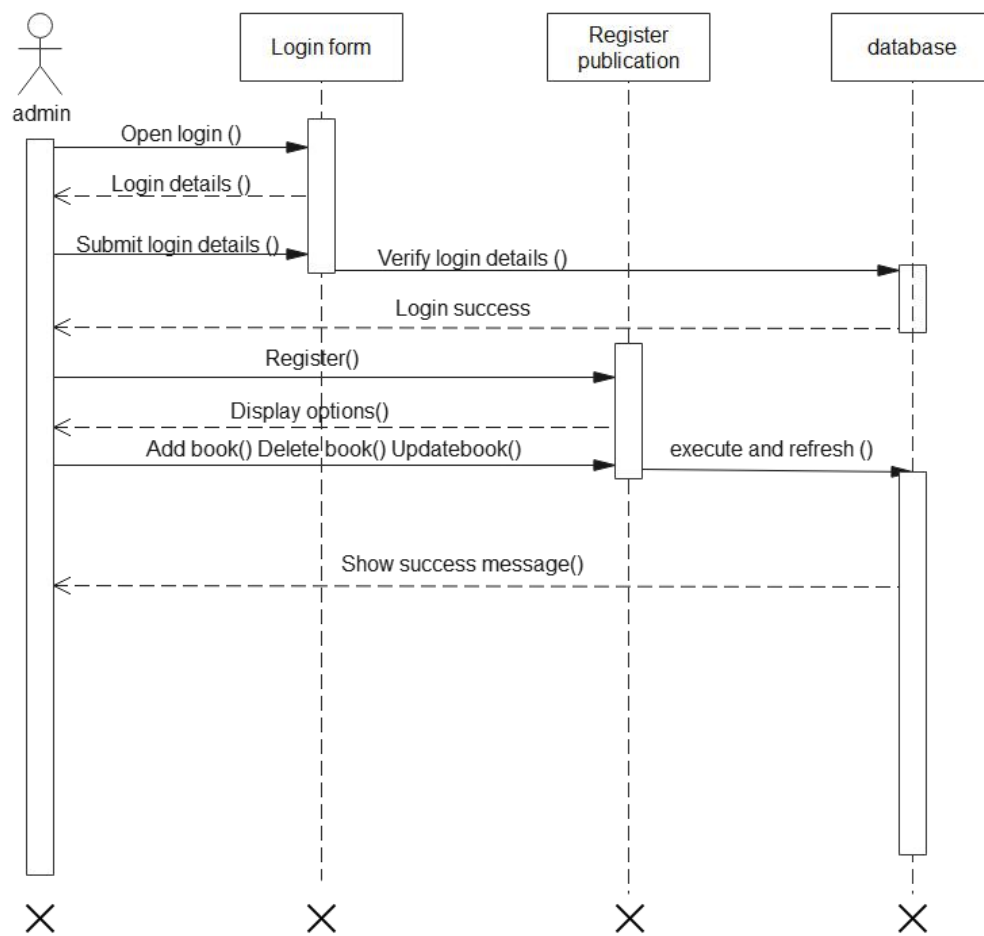 Login form
Register
publication
database
admin
Open login ()
Login details ()
Submit login details ()
Verify login details ()
Login success
Register()
Display options()
Add book() Delete book() Updatebook()
execute and refresh ()
Show success message()